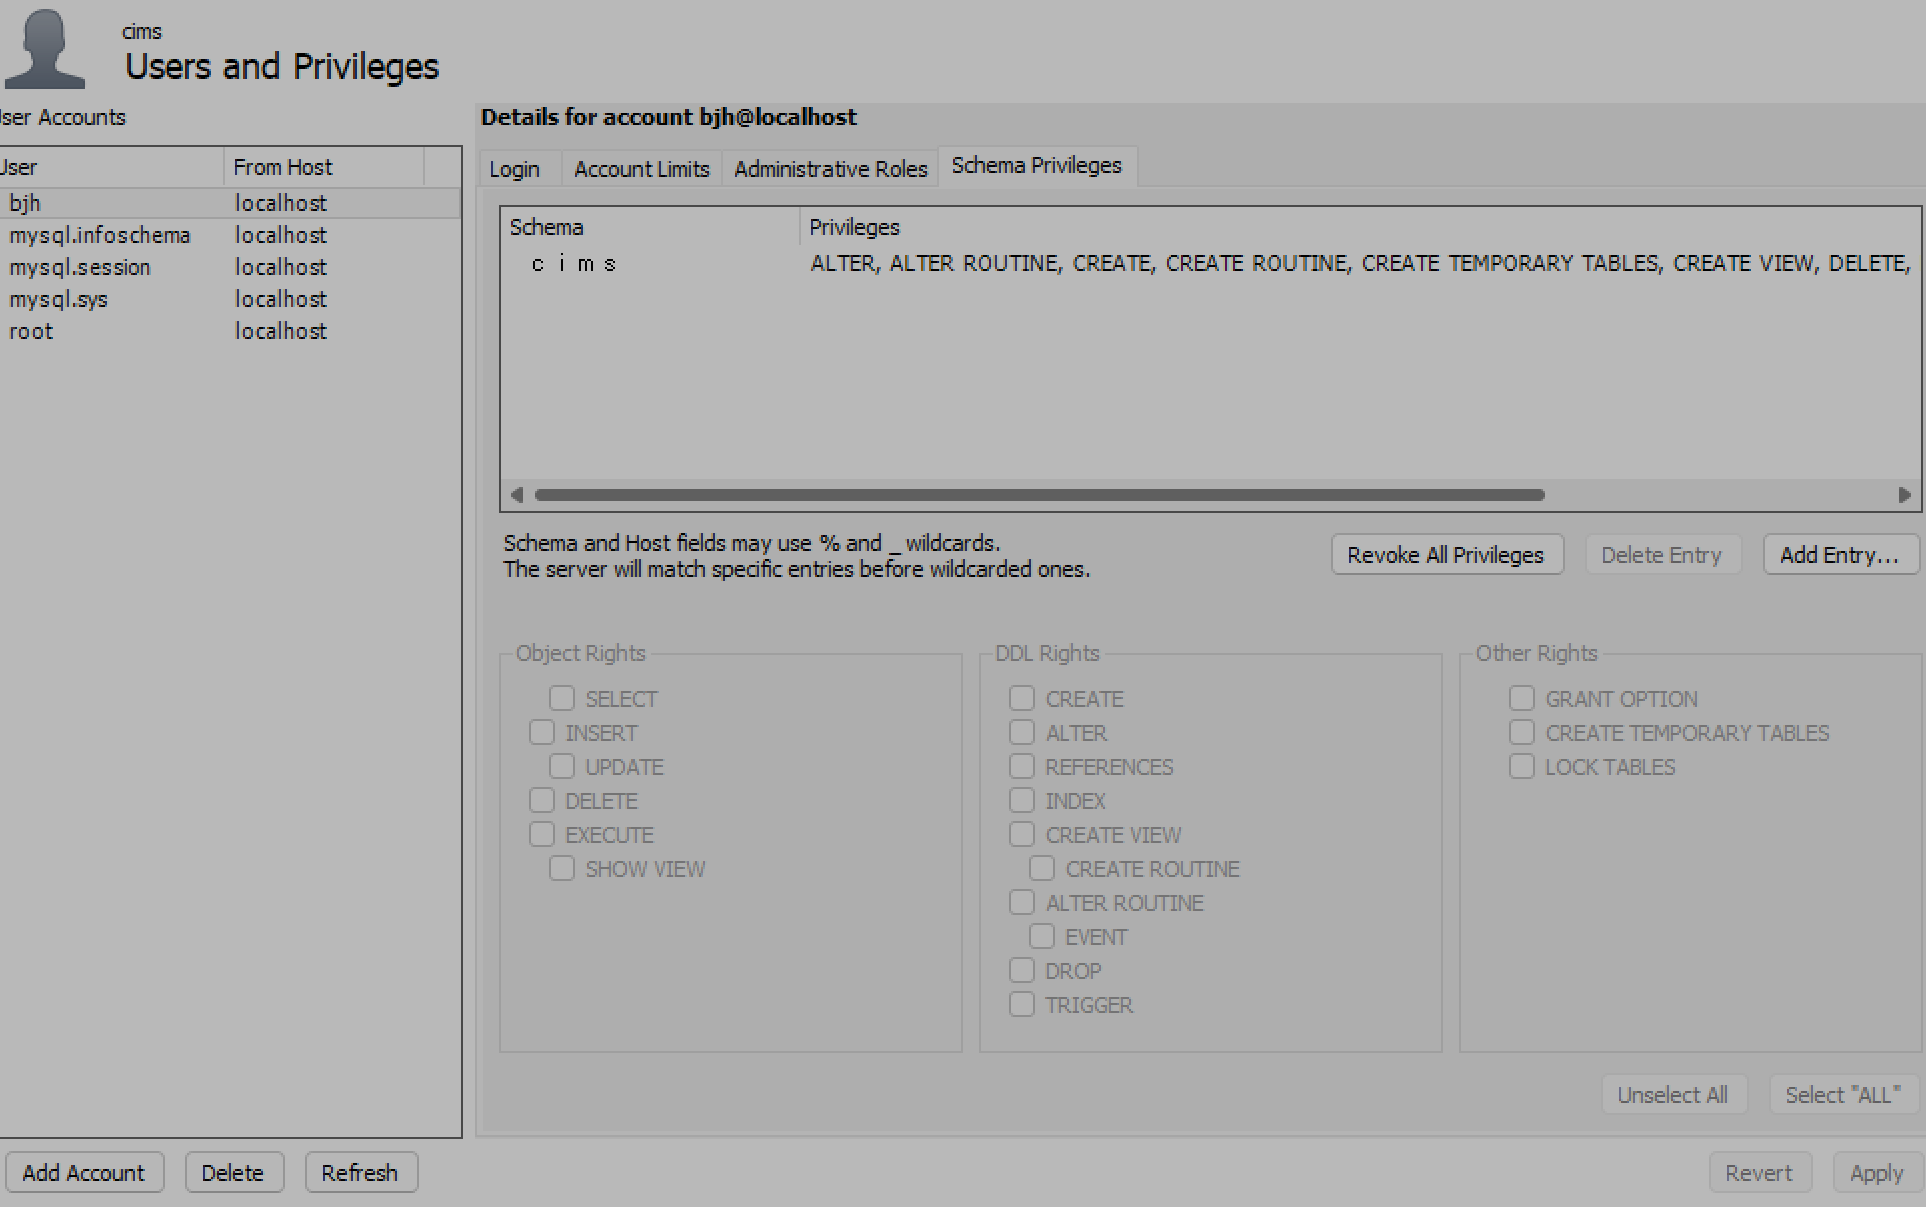 cims
Users and Privileges
User Accounts
User From Host
bjh localhost
mysql.infoschema localhost
mysql.session localhost
mysql.sys localhost
root localhost
Details for account bjh@localhost
Login Account Limits Administrative Roles Schema Privileges
Schema Privileges
cims ALTER, ALTER ROUTINE, CREATE, CREATE ROUTINE, CREATE TEMPORARY TABLES, CREATE VIEW, DELETE,
Schema and Host fields may use % and _ wildcards.
The server will match specific entries before wildcarded ones.
Revoke All Privileges Delete Entry Add Entry...
Object Rights
SELECT
INSERT
UPDATE
DELETE
EXECUTE
SHOW VIEW
DDL Rights
CREATE
ALTER
REFERENCES
INDEX
CREATE VIEW
CREATE ROUTINE
ALTER ROUTINE
EVENT
DROP
TRIGGER
Other Rights
GRANT OPTION
CREATE TEMPORARY TABLES
LOCK TABLES
Unselect All Select "ALL"
Add Account Delete Refresh
Revert Apply